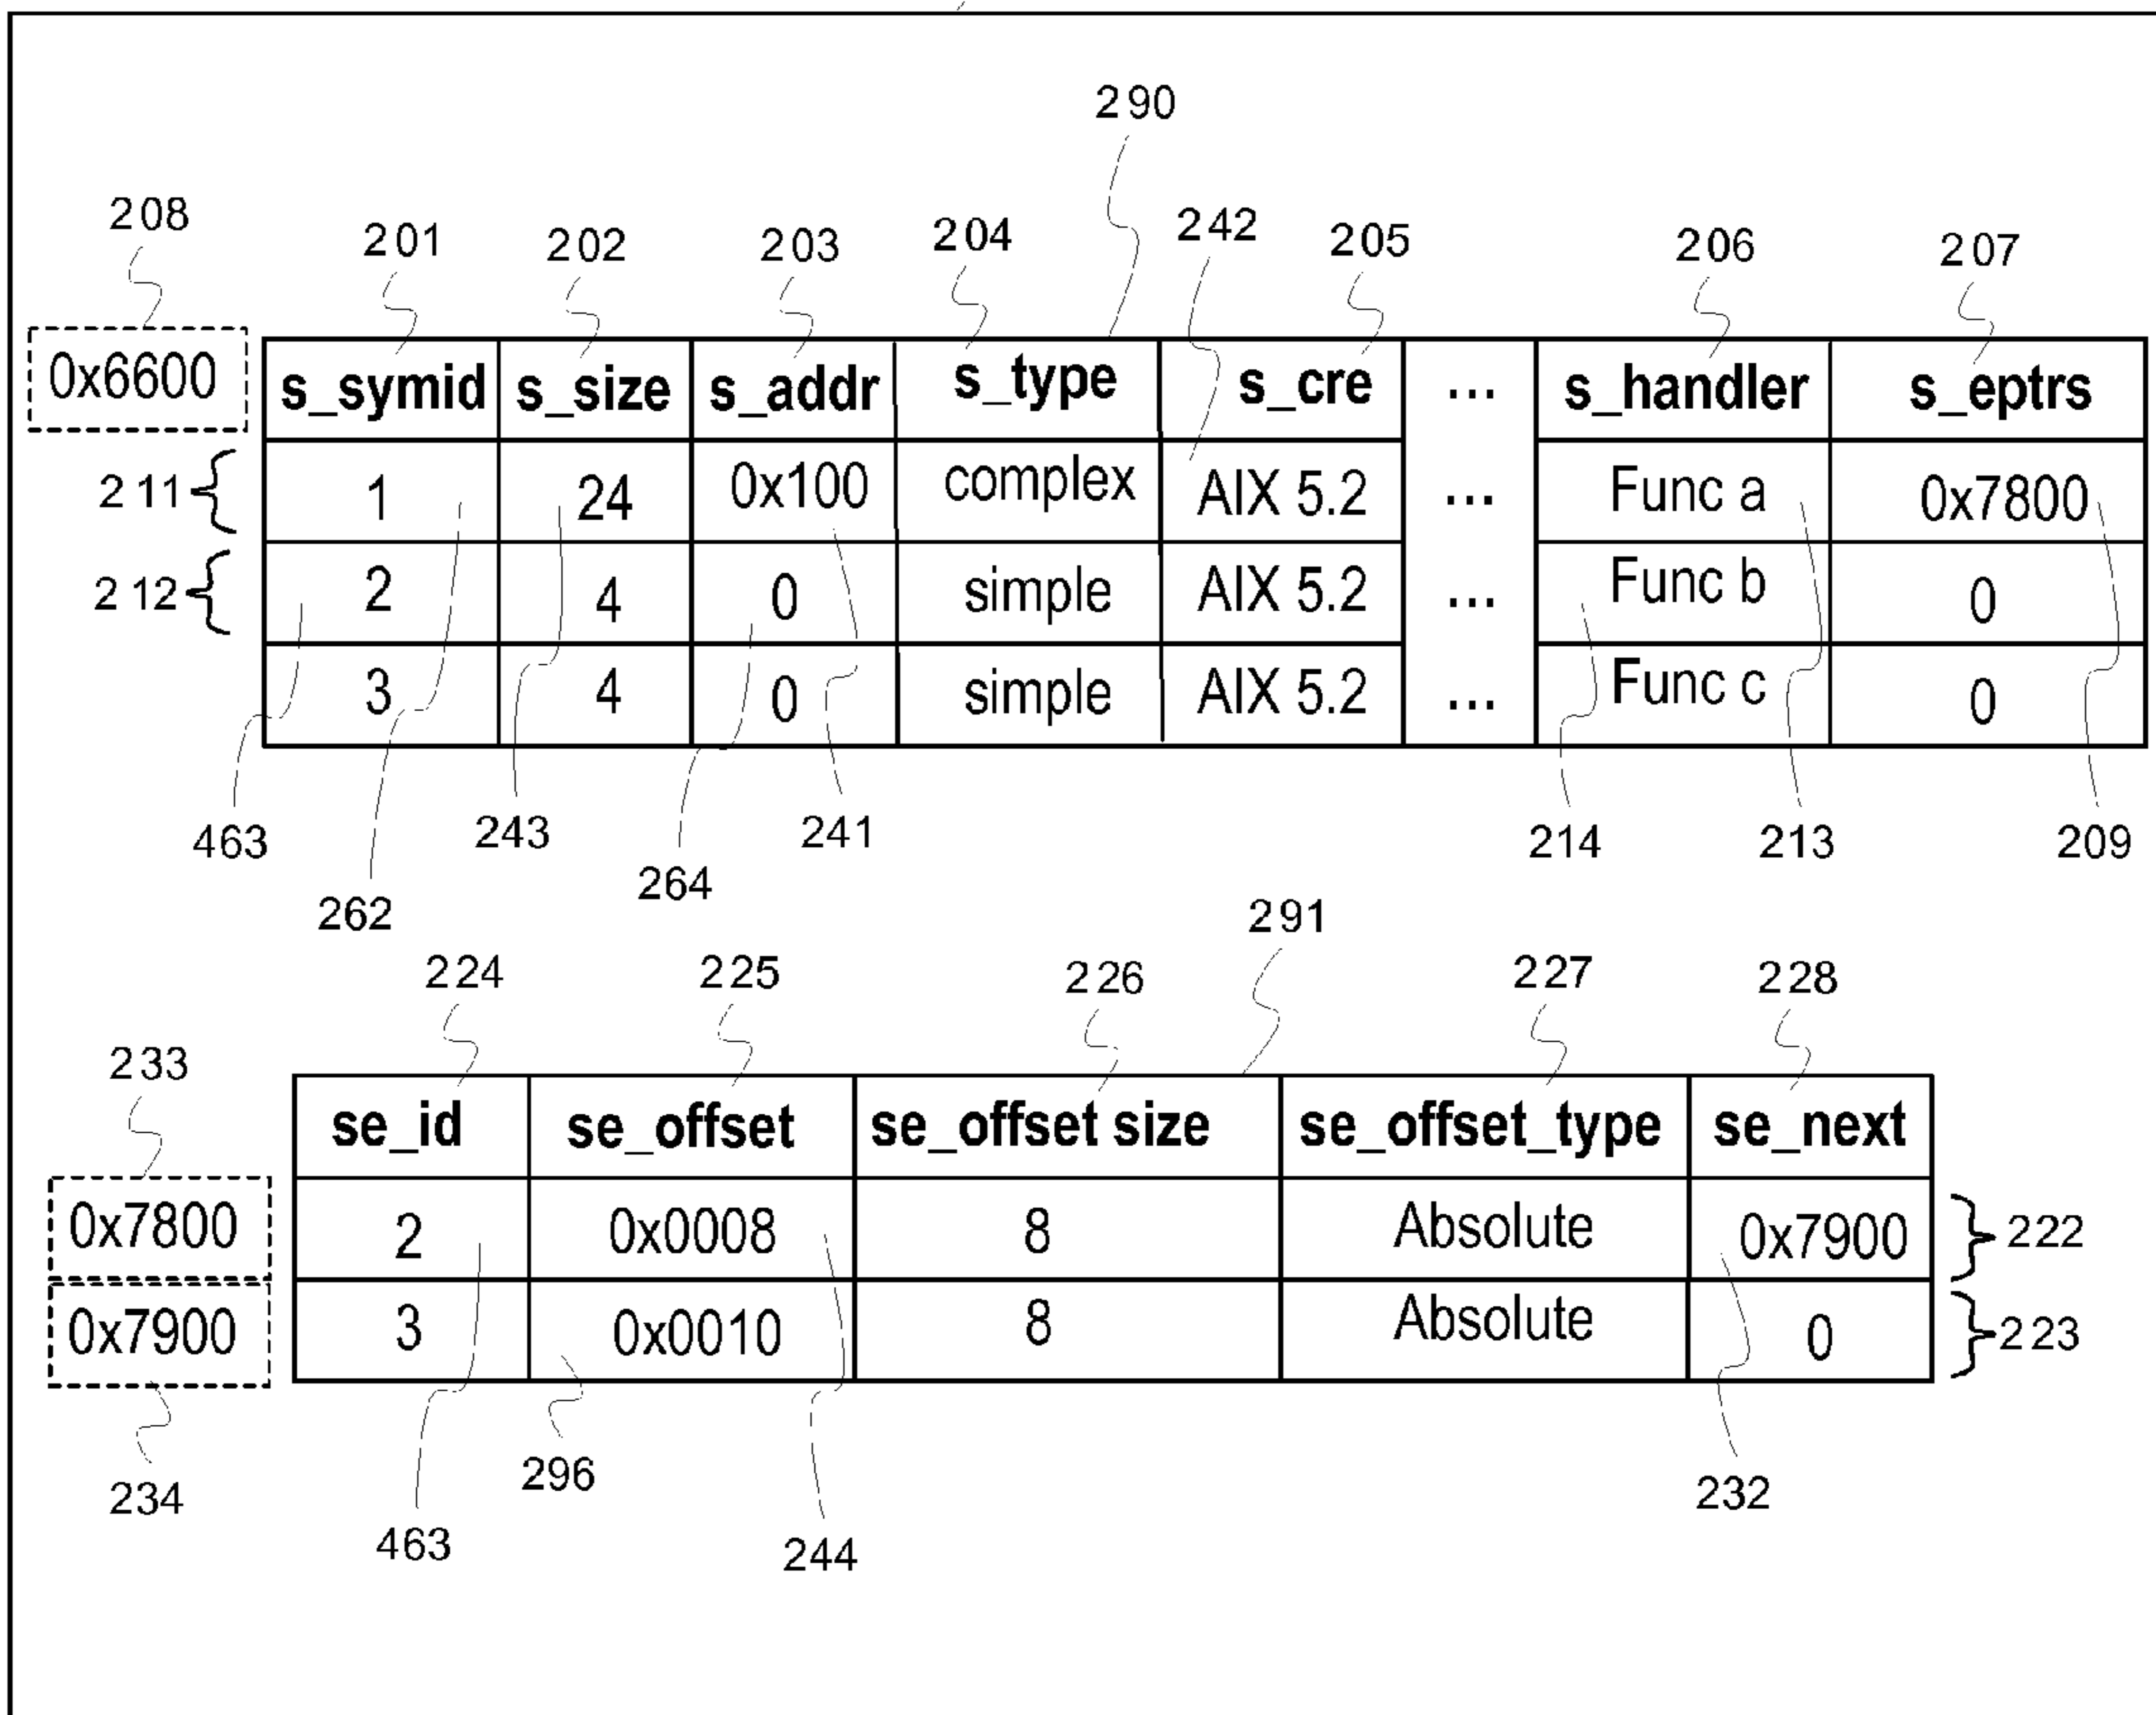 290
208 201 202 203 204 242 205 206 207
0x6600 s_symid s_size s_addr s_type s_cre ... s_handler s_eptrs
211 1 24 0x100 complex AIX 5.2 ... Func a 0x7800
212 2 4 0 simple AIX 5.2 ... Func b 0
3 4 0 simple AIX 5.2 ... Func c 0
463 262 243 264 241 214 213 209
291
224 225 226 227 228
233 se_id se_offset se_offset size se_offset_type se_next
0x7800 2 0x0008 8 Absolute 0x7900 222
0x7900 3 0x0010 8 Absolute 0 223
234 463 296 244 232